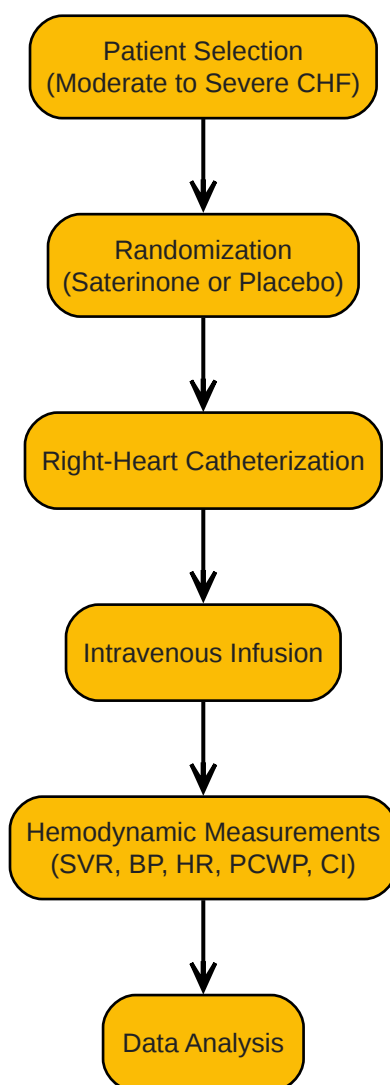 Patient Selection
(Moderate to Severe CHF)
Randomization
(Saterinone or Placebo)
Right-Heart Catheterization
Intravenous Infusion
Hemodynamic Measurements
(SVR, BP, HR, PCWP, CI)
Data Analysis